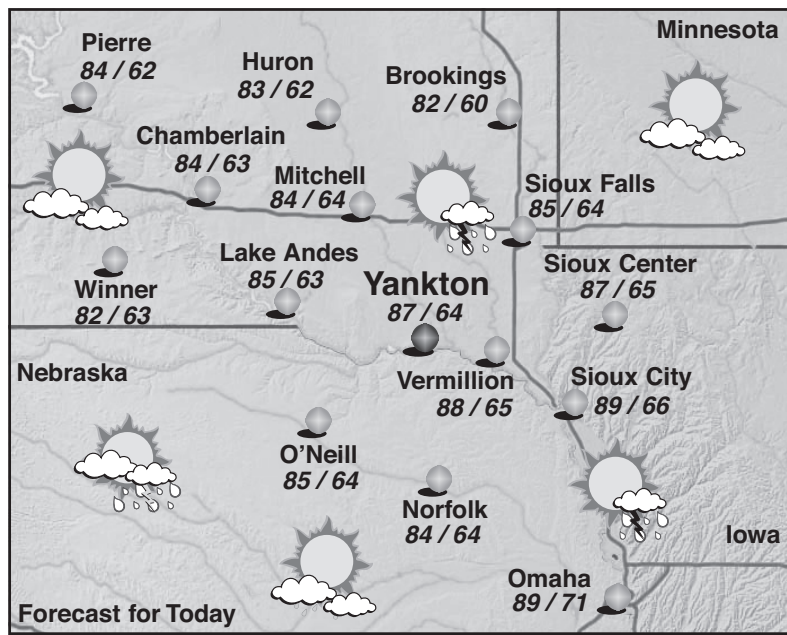 Pierre
84 / 62
Huron
83 / 62
Brookings
82 / 60
Minnesota
Chamberlain
84 / 63
Mitchell
84 / 64
Sioux Falls
85 / 64
Winner
82 / 63
Lake Andes
85 / 63
Yankton
87 / 64
Sioux Center
87 / 65
Nebraska
Vermillion
88 / 65
Sioux City
89 / 66
O'Neill
85 / 64
Norfolk
84 / 64
Iowa
Omaha
89 / 71
Forecast for Today